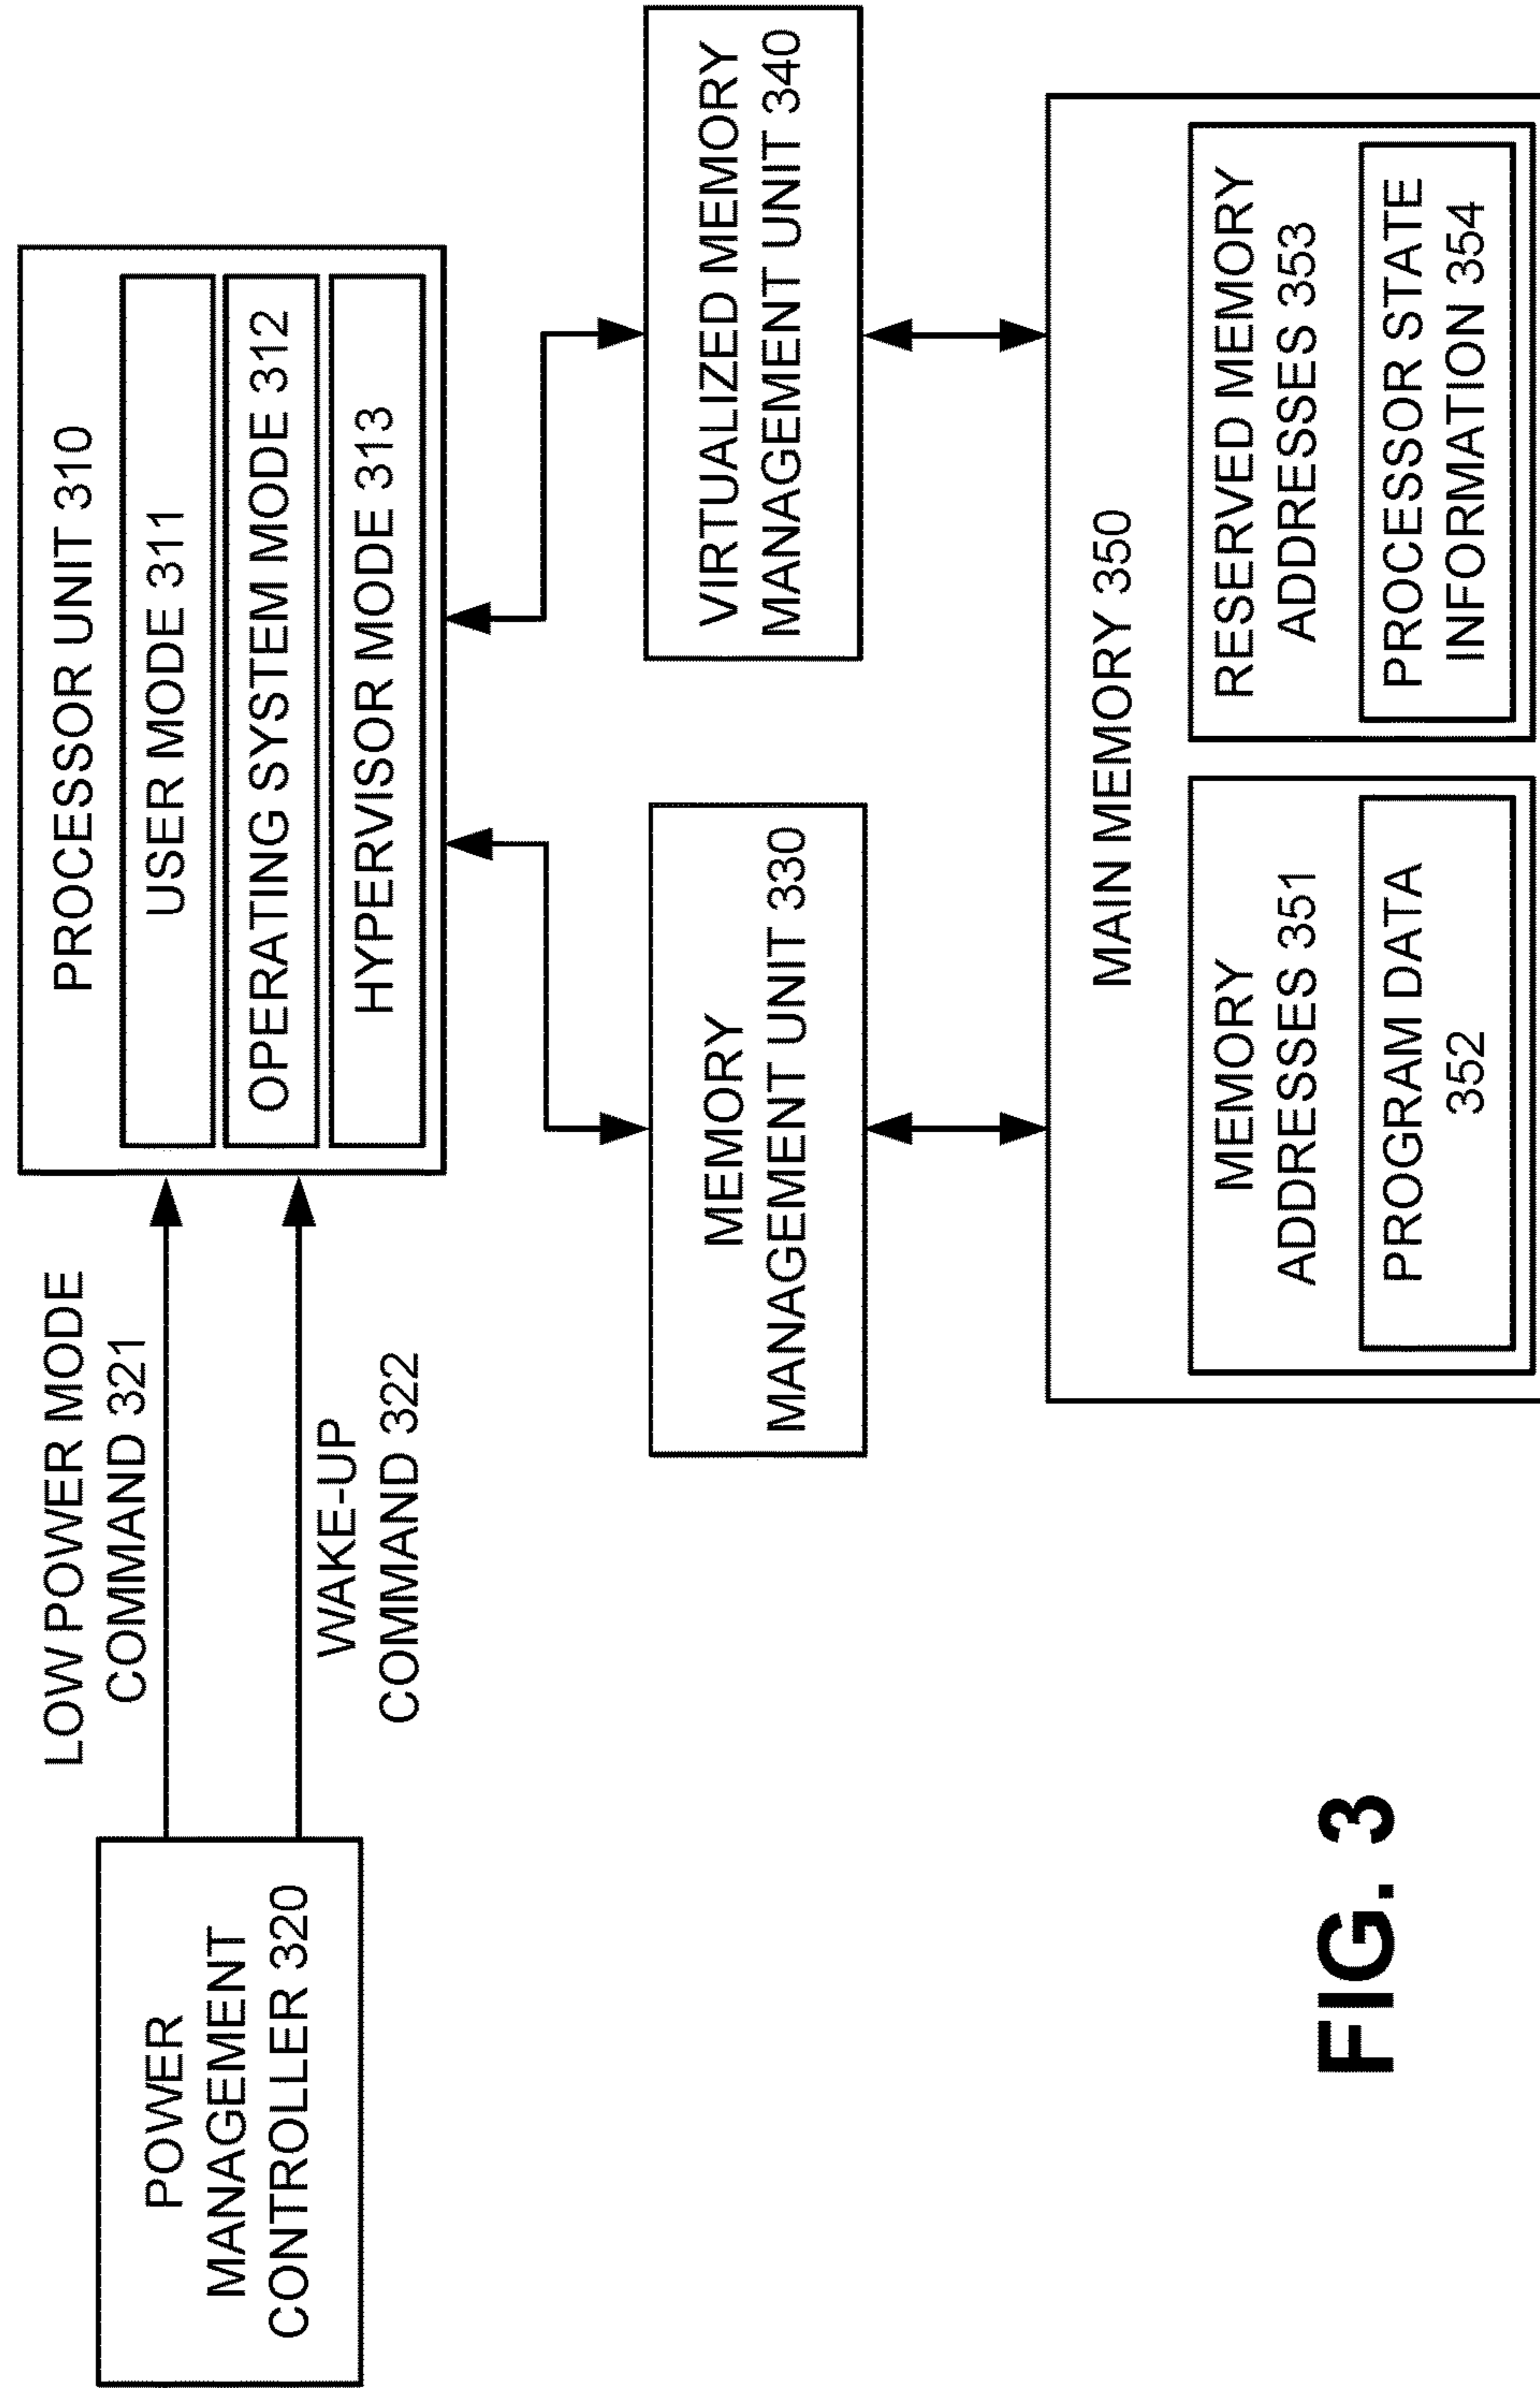 PROCESSOR UNIT 310
USER MODE 311
OPERATING SYSTEM MODE 312
HYPERVISOR MODE 313
LOW POWER MODE
COMMAND 321
WAKE-UP
COMMAND 322
POWER
MANAGEMENT
CONTROLLER 320
MEMORY
MANAGEMENT UNIT 330
VIRTUALIZED MEMORY
MANAGEMENT UNIT 340
MAIN MEMORY 350
MEMORY
ADDRESSES 351
PROGRAM DATA
352
RESERVED MEMORY
ADDRESSES 353
PROCESSOR STATE
INFORMATION 354
FIG. 3